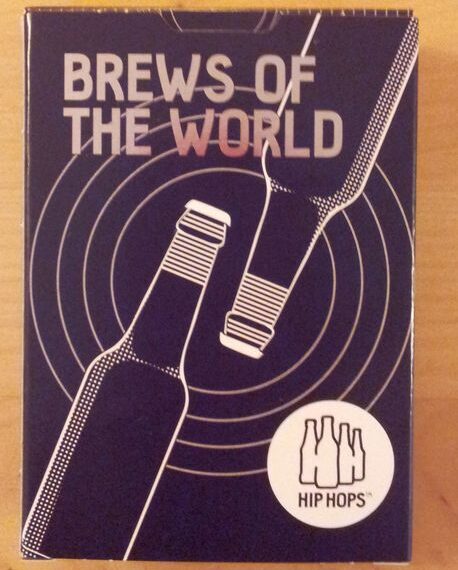 BREWS OF
THE WORLD
HIP HOPS™